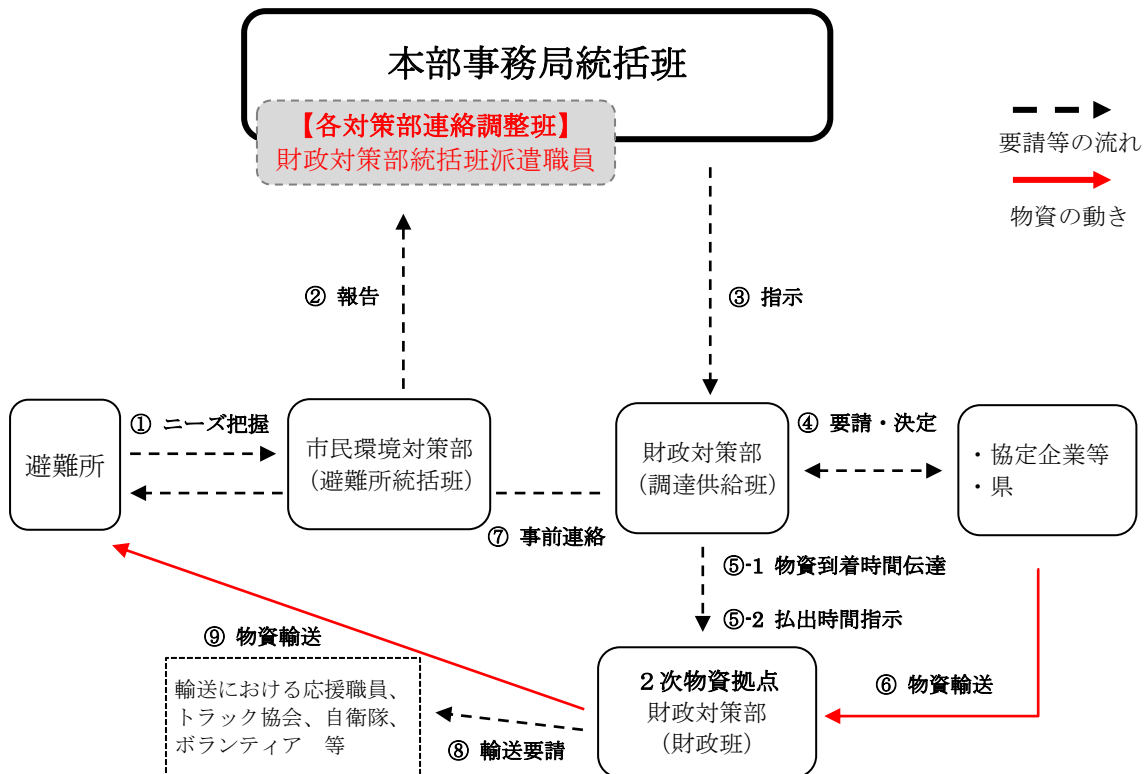 本部事務局統括班
【各対策部連絡調整班】
財政対策部統括班派遣職員
要請等の流れ
物資の動き
② 報告
③ 指示
避難所
① ニーズ把握
市民環境対策部
（避難所統括班）
財政対策部
（調達供給班）
④ 要請・決定
・協定企業等
・県
⑦ 事前連絡
⑤-1 物資到着時間伝達
⑤-2 払出時間指示
⑨ 物資輸送
輸送における応援職員、
トラック協会、自衛隊、
ボランティア 等
⑧ 輸送要請
２次物資拠点
財政対策部
（財政班）
⑥ 物資輸送